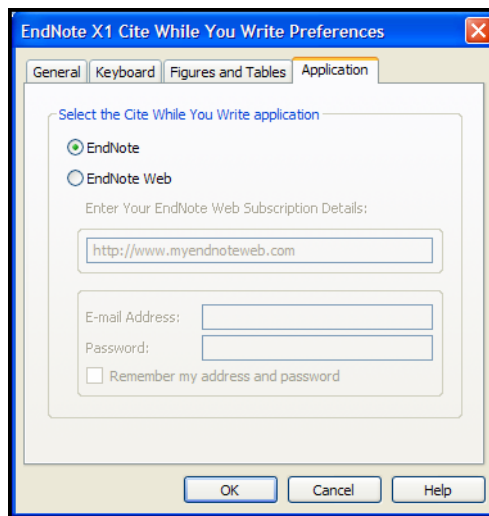 EndNote X1 Cite While You Write Preferences
General Keyboard Figures and Tables Application
Select the Cite While You Write application
EndNote
EndNote Web
Enter Your EndNote Web Subscription Details:
http://www.myendnoteweb.com
E-mail Address:
Password:
Remember my address and password
OK Cancel Help